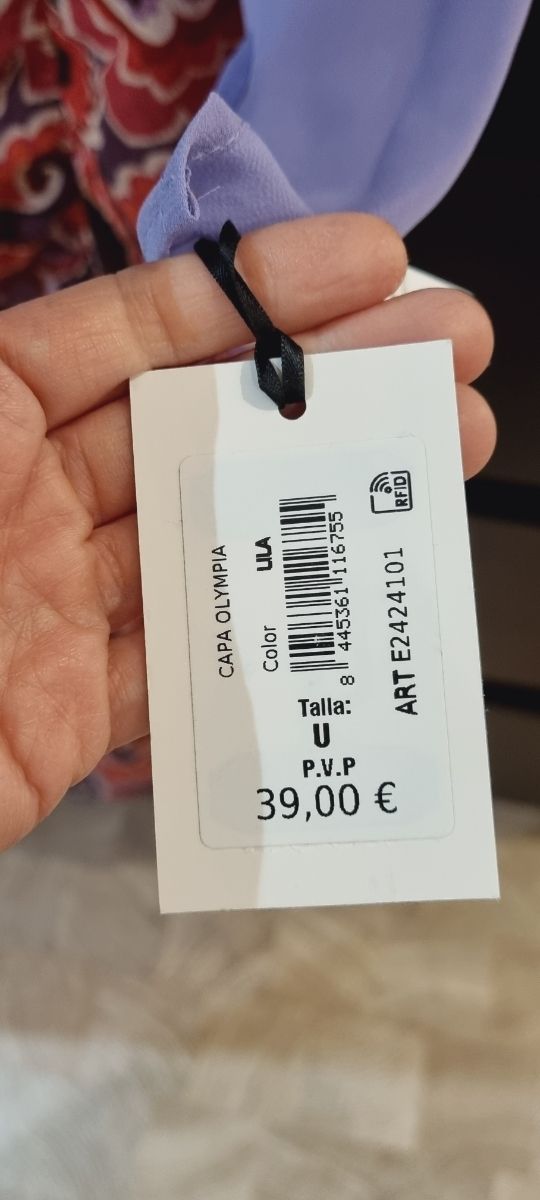 CAPA OLYMPIA
Color LILA
8 445361 116755
RFID
ART E2424101
Talla:
U
P.V.P
39,00 €